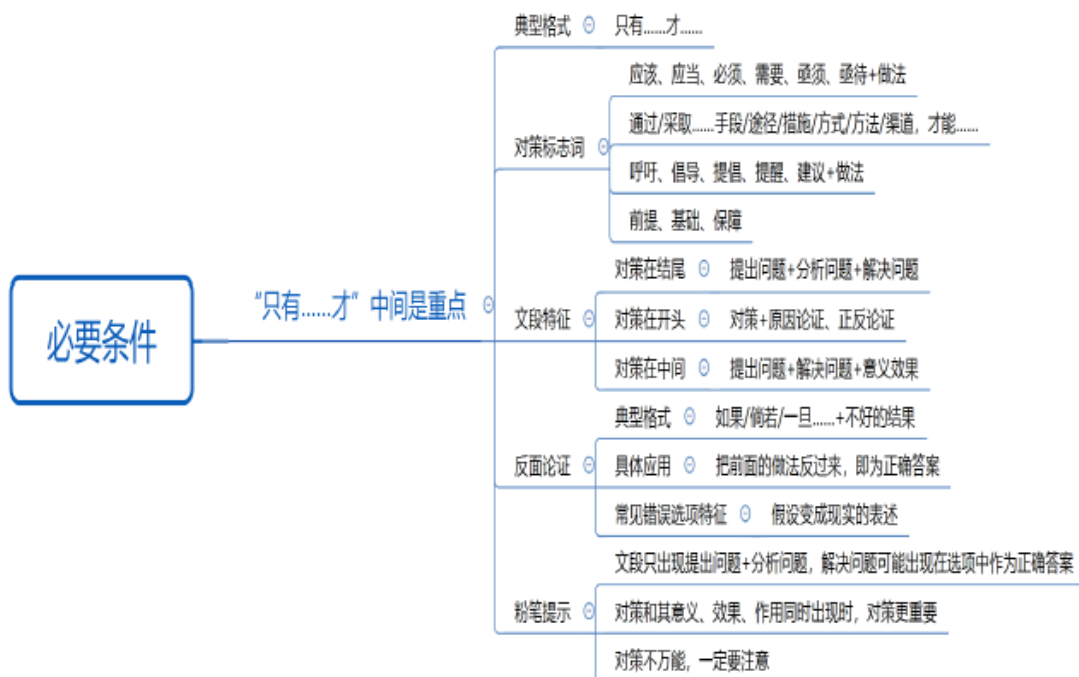 必要条件
“只有……才”中间是重点
典型格式
只有……才……
对策标志词
应该、应当、必须、需要、亟须、亟待+做法
通过/采取……手段/途径/措施/方式/方法/渠道，才能……
呼吁、倡导、提倡、提醒、建议+做法
前提、基础、保障
文段特征
对策在结尾
提出问题+分析问题+解决问题
对策在开头
对策+原因论证、正反论证
对策在中间
提出问题+解决问题+意义效果
反面论证
典型格式
如果/倘若/一旦……+不好的结果
具体应用
把前面的做法反过来，即为正确答案
常见错误选项特征
假设变成现实的表述
粉笔提示
文段只出现提出问题+分析问题，解决问题可能出现在选项中作为正确答案
对策和其意义、效果、作用同时出现时，对策更重要
对策不万能，一定要注意